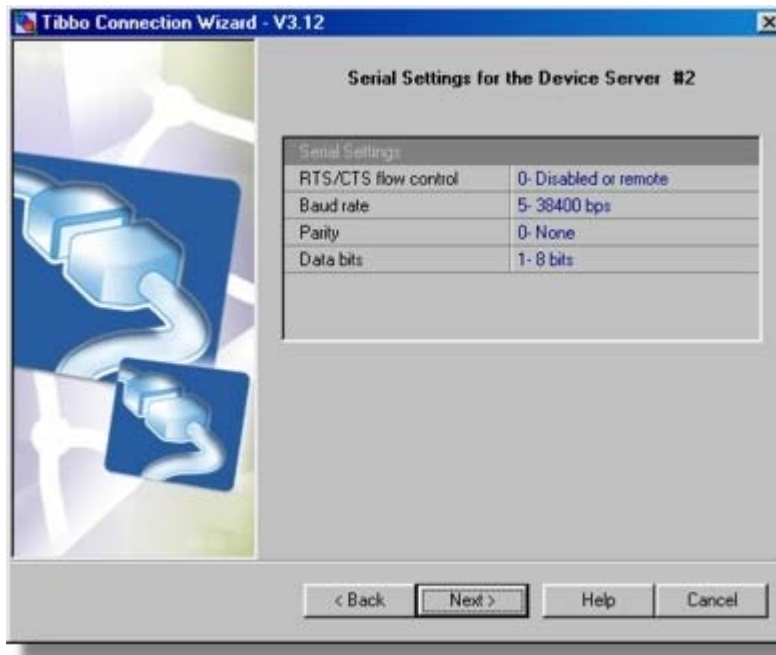 Tibbo Connection Wizard - V3.12
Serial Settings for the Device Server #2
Serial Settings
RTS/CTS flow control 0- Disabled or remote
Baud rate 5- 38400 bps
Parity 0- None
Data bits 1- 8 bits
< Back Next > Help Cancel